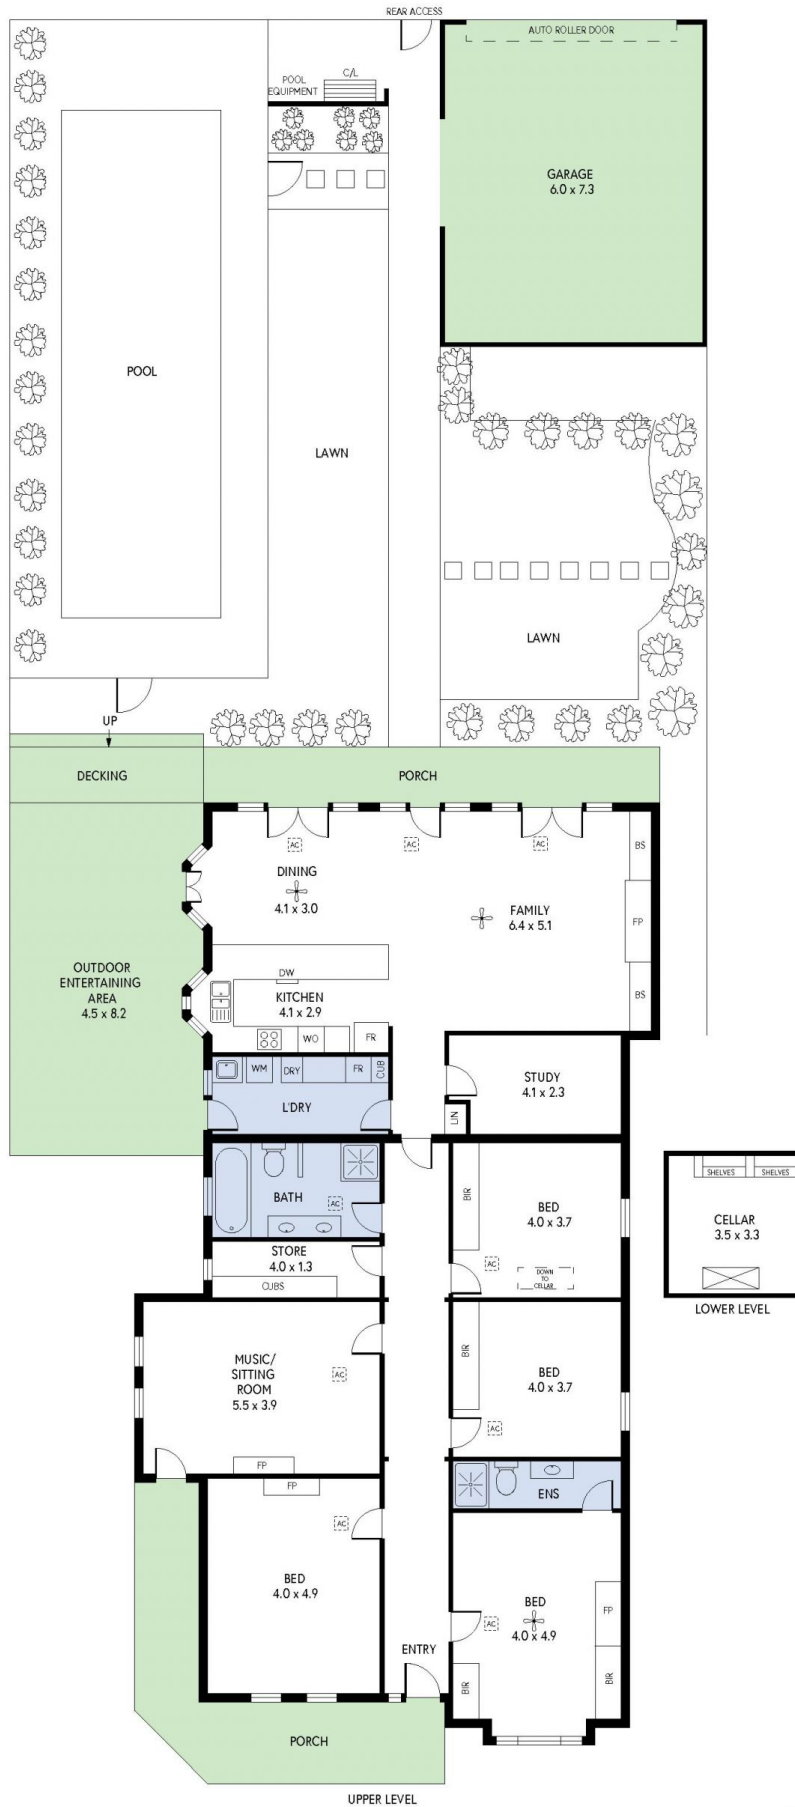 REAR ACCESS
AUTO ROLLER DOOR
C/L
POOL
EQUIPMENT
GARAGE
6.0 x 7.3
POOL
LAWN
LAWN
UP
DECKING
PORCH
AC
AC
AC
BS
DINING
4.1 x 3.0
FAMILY
6.4 x 5.1
FP
OUTDOOR
ENTERTAINING
AREA
4.5 x 8.2
DW
KITCHEN
4.1 x 2.9
BS
WO
FR
WM
DRY
FR
CUB
L'DRY
STUDY
4.1 x 2.3
LIN
BATH
AC
BIR
BED
4.0 x 3.7
SHELVES
SHELVES
CELLAR
3.5 x 3.3
STORE
4.0 x 1.3
CUBS
AC
DOWN
TO
CELLAR
LOWER LEVEL
MUSIC/
SITTING
ROOM
5.5 x 3.9
AC
BIR
BED
4.0 x 3.7
AC
FP
FP
ENS
AC
BED
4.0 x 4.9
BED
4.0 x 4.9
AC
FP
ENTRY
BIR
BIR
PORCH
UPPER LEVEL